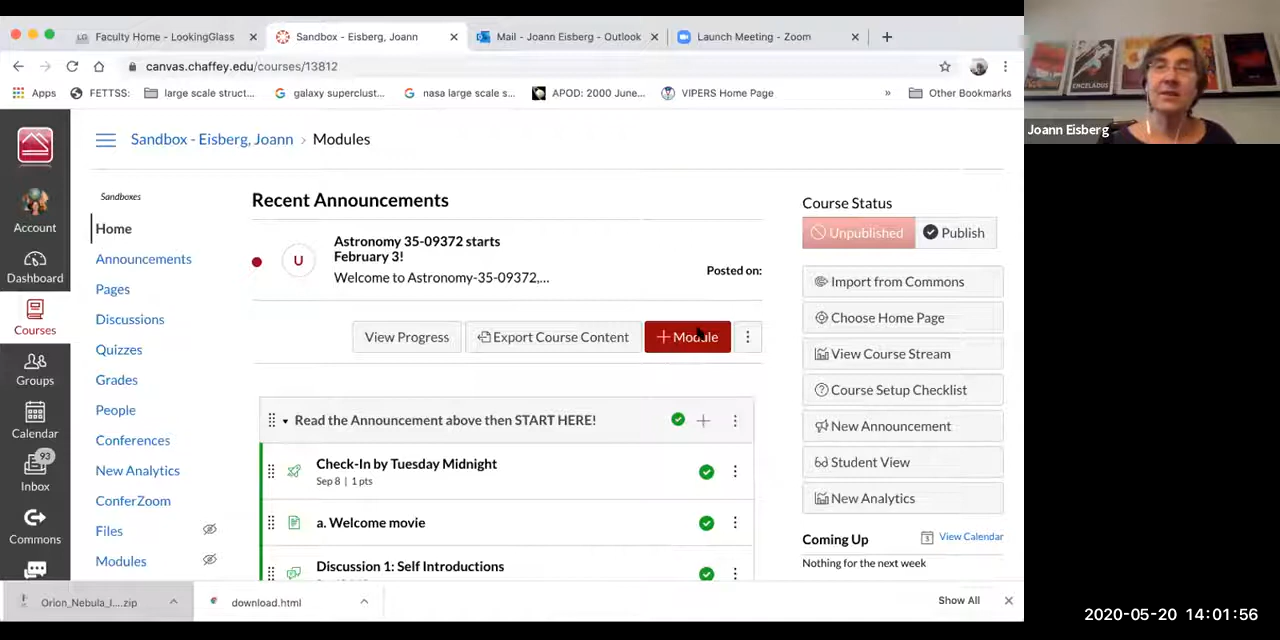 Faculty Home - LookingGlass
Sandbox - Eisberg, Joann
Mail - Joann Eisberg - Outlook
Launch Meeting - Zoom
canvas.chaffey.edu/courses/13812
Apps
FETTSS:
large scale struct...
galaxy superclust...
nasa large scale s...
APOD: 2000 June...
VIPERS Home Page
»
Other Bookmarks
ENCELADUS
Joann Eisberg
Account
Dashboard
Courses
Groups
Calendar
93
Inbox
Commons
Sandbox - Eisberg, Joann › Modules
Sandboxes
Home
Announcements
Pages
Discussions
Quizzes
Grades
People
Conferences
New Analytics
ConferZoom
Files
Modules
Recent Announcements
U
Astronomy 35-09372 starts
February 3!
Welcome to Astronomy-35-09372,...
Posted on:
View Progress
Export Course Content
+ Module
Read the Announcement above then START HERE!
Check-In by Tuesday Midnight
Sep 8 | 1 pts
a. Welcome movie
Discussion 1: Self Introductions
Course Status
Unpublished
Publish
Import from Commons
Choose Home Page
View Course Stream
Course Setup Checklist
New Announcement
Student View
New Analytics
Coming Up
View Calendar
Nothing for the next week
Orion_Nebula_I....zip
download.html
Show All
2020-05-20 14:01:56